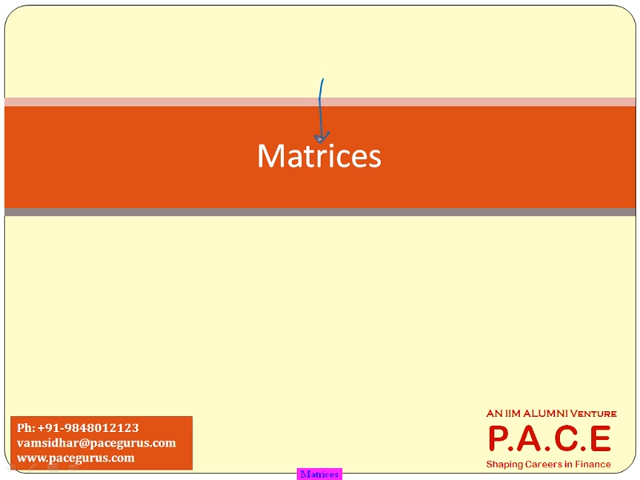 Matrices
Ph: +91-9848012123
vamsidhar@pacegurus.com
www.pacegurus.com
AN IIM ALUMNI VENTURE
P.A.C.E
Shaping Careers in Finance
Matrices